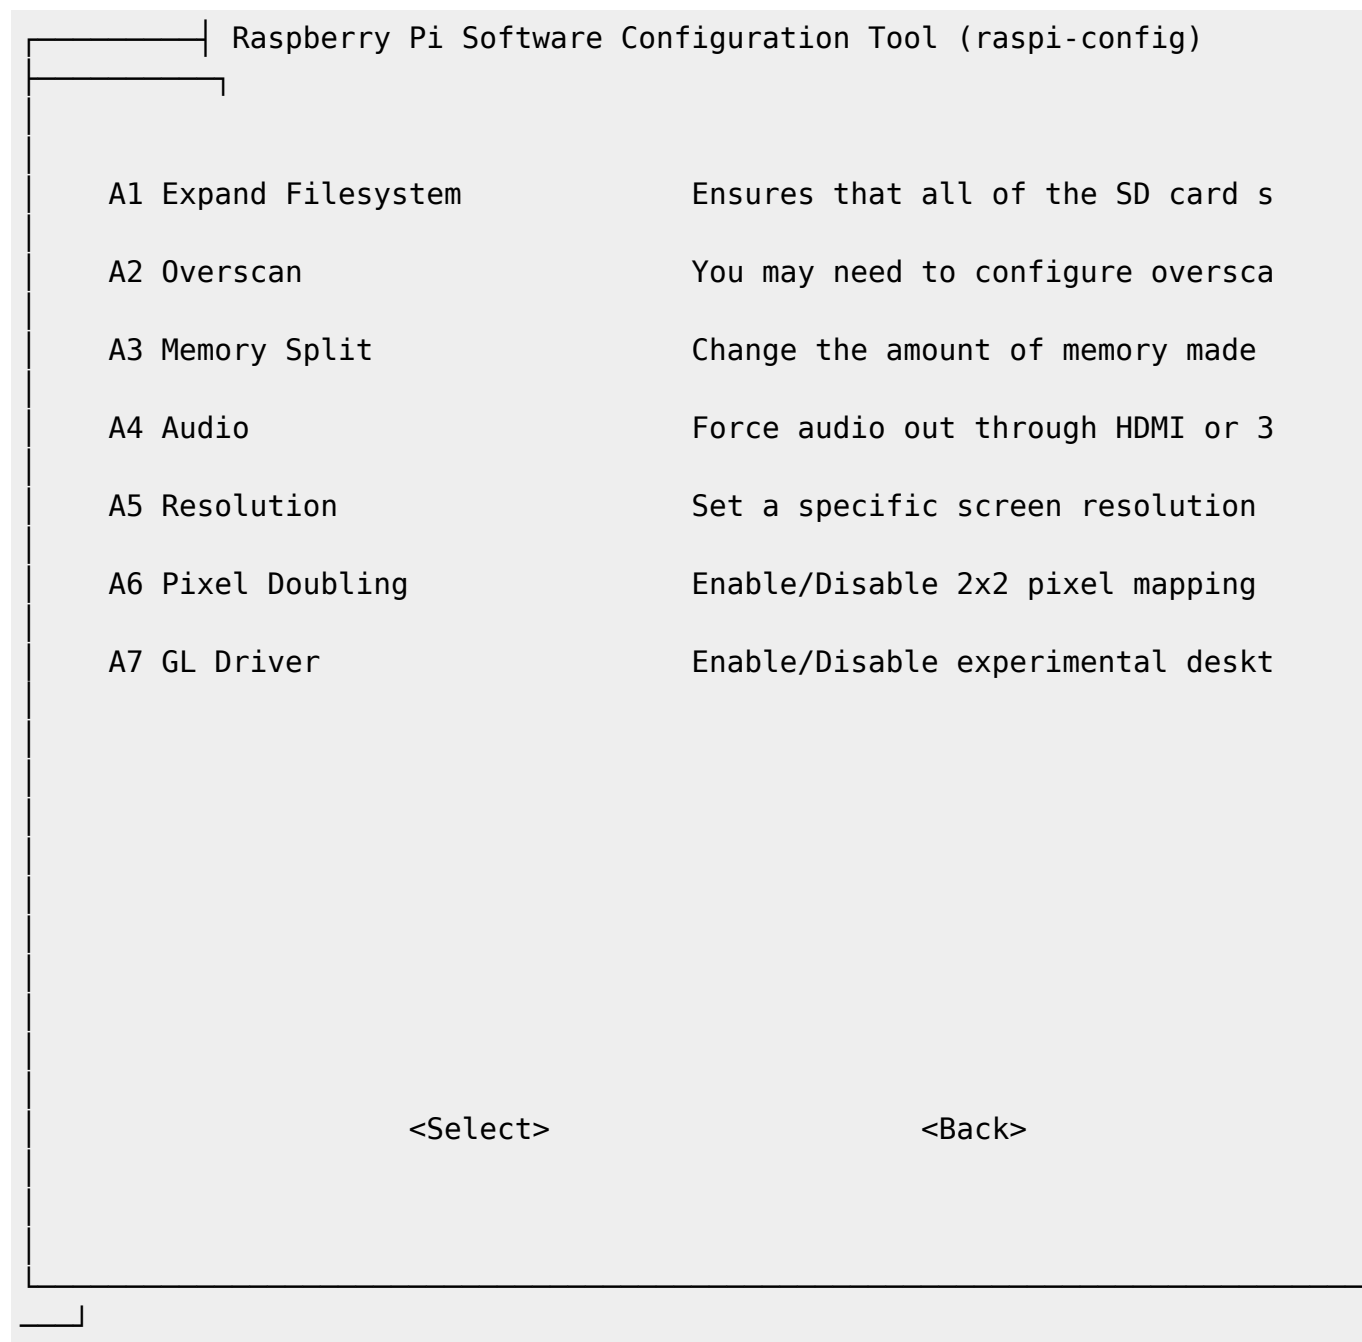 Raspberry Pi Software Configuration Tool (raspi-config)
A1 Expand Filesystem Ensures that all of the SD card s
A2 Overscan You may need to configure oversca
A3 Memory Split Change the amount of memory made
A4 Audio Force audio out through HDMI or 3
A5 Resolution Set a specific screen resolution
A6 Pixel Doubling Enable/Disable 2x2 pixel mapping
A7 GL Driver Enable/Disable experimental deskt
<Select> <Back>